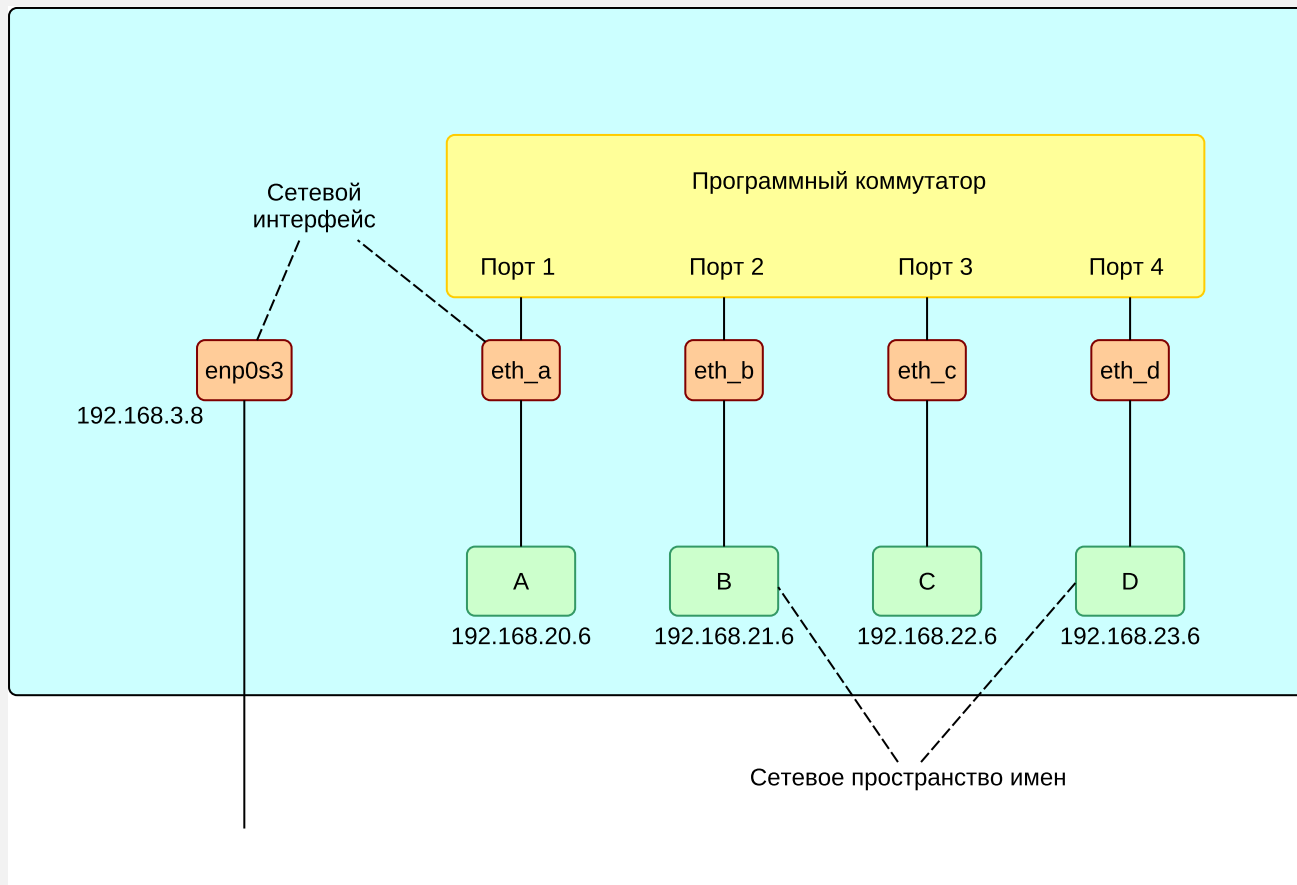 Программный коммутатор
Сетевой
интерфейс
Порт 1
Порт 2
Порт 3
Порт 4
enp0s3
eth_a
eth_b
eth_c
eth_d
192.168.3.8
A
B
C
D
192.168.20.6
192.168.21.6
192.168.22.6
192.168.23.6
Сетевое пространство имен